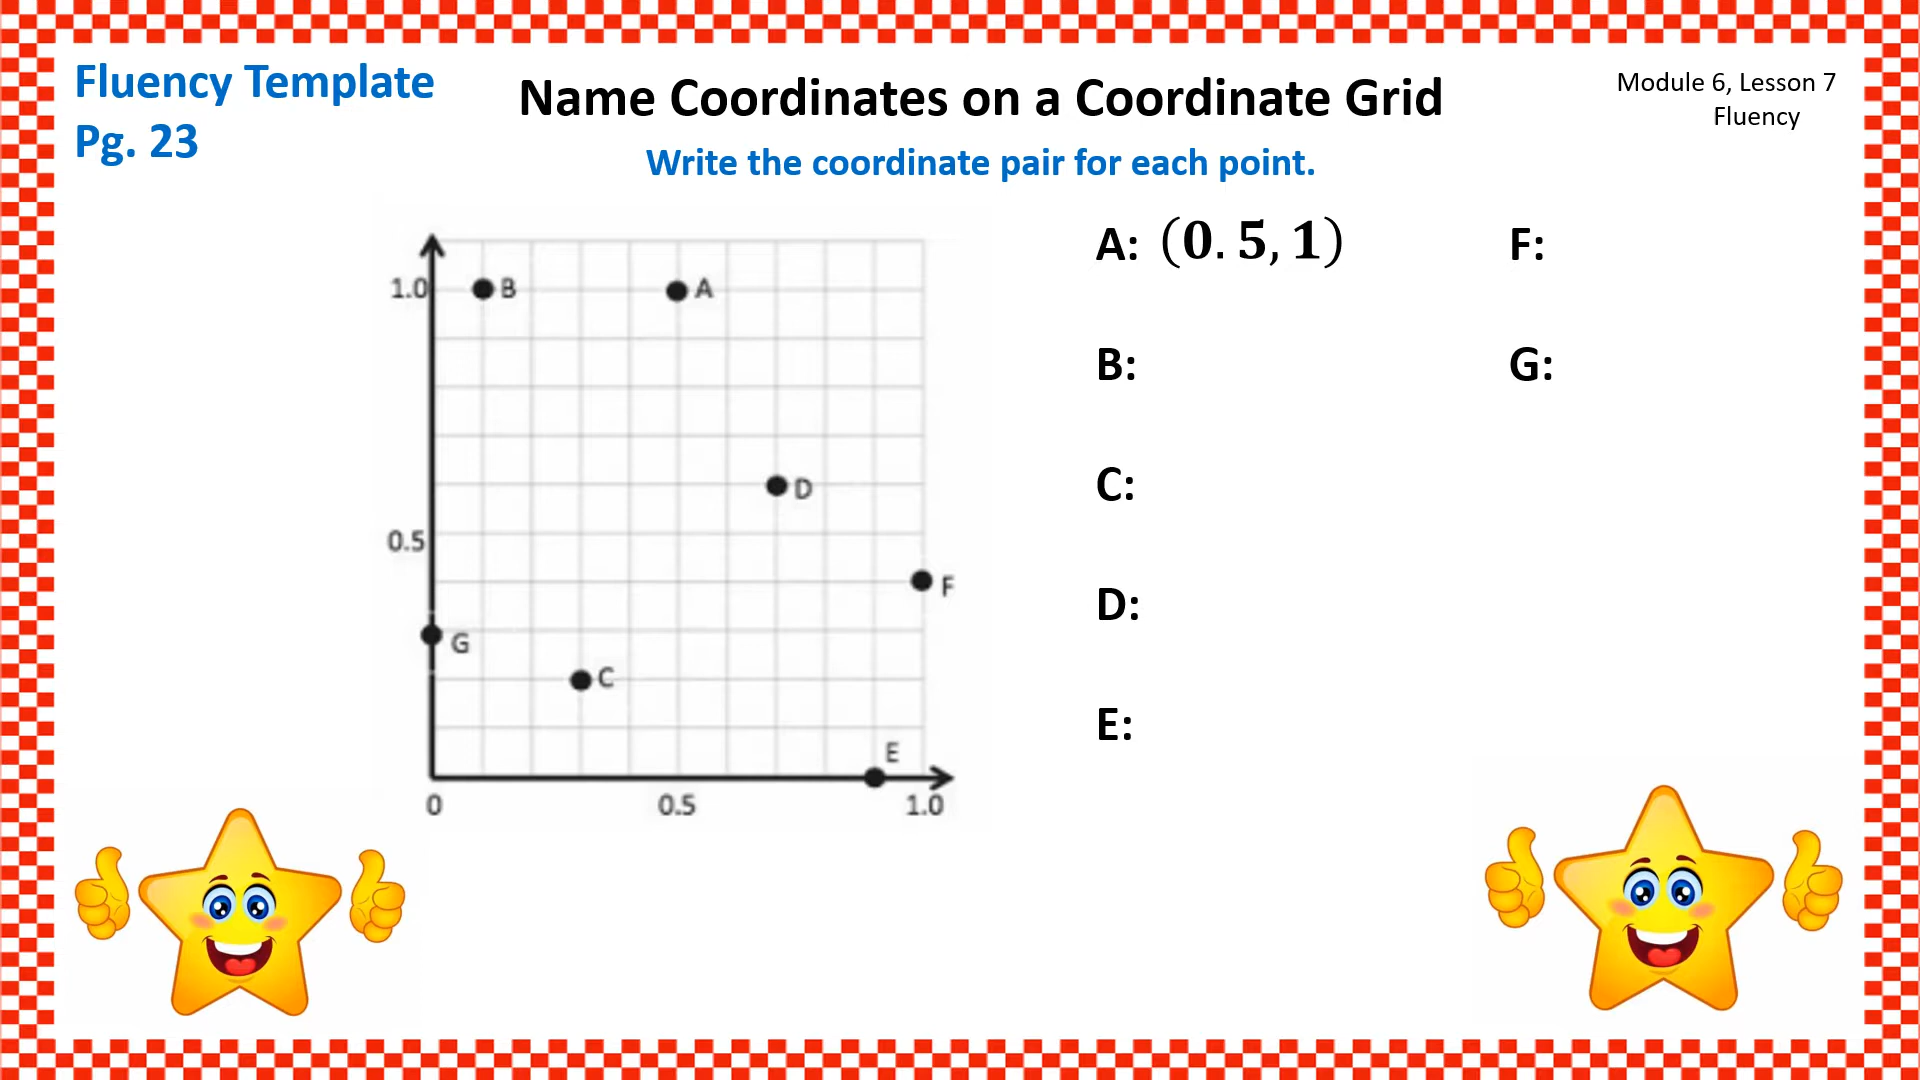 Fluency Template
Pg. 23
Name Coordinates on a Coordinate Grid
Module 6, Lesson 7
Fluency
Write the coordinate pair for each point.
1.0
B
A
D
0.5
F
G
C
E
0
0.5
1.0
A: (0.5, 1)
F:
B:
G:
C:
D:
E: